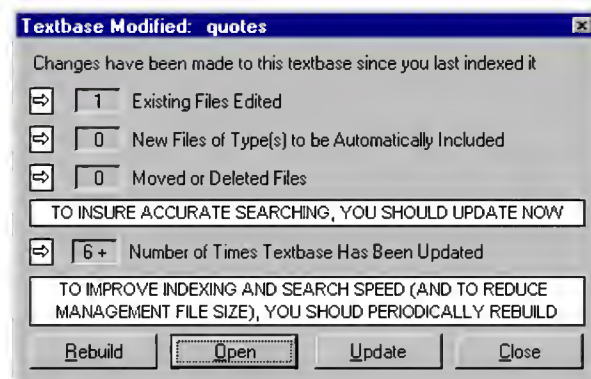 Textbase Modified: quotes
Changes have been made to this textbase since you last indexed it
1 Existing Files Edited
0 New Files of Type(s) to be Automatically Included
0 Moved or Deleted Files
TO INSURE ACCURATE SEARCHING, YOU SHOULD UPDATE NOW
6 + Number of Times Textbase Has Been Updated
TO IMPROVE INDEXING AND SEARCH SPEED (AND TO REDUCE
MANAGEMENT FILE SIZE), YOU SHOUD PERIODICALLY REBUILD
Rebuild Open Update Close